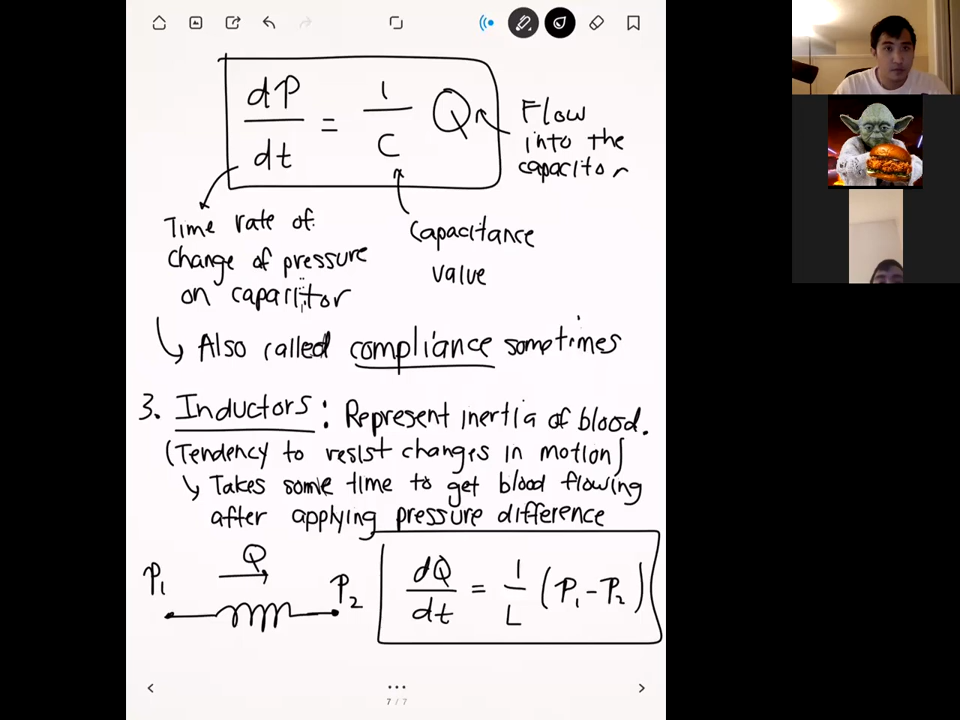 dP/dt = 1/C Q
Flow
into the
capacitor
Time rate of
change of pressure
on capacitor
Capacitance
value
Also called compliance sometimes
3. Inductors: Represent inertia of blood.
(Tendency to resist changes in motion)
Takes some time to get blood flowing
after applying pressure difference
P1 Q P2
dQ/dt = 1/L (P1 - P2)
7 / 7